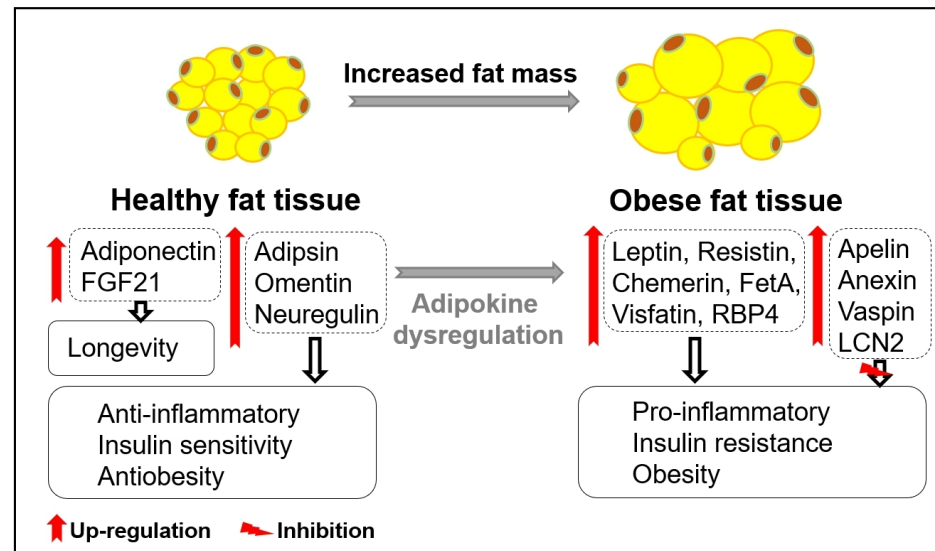 Increased fat mass
Healthy fat tissue
Obese fat tissue
Adiponectin
FGF21
Adipsin
Omentin
Neuregulin
Adipokine
dysregulation
Leptin, Resistin,
Chemerin, FetA,
Visfatin, RBP4
Apelin
Anexin
Vaspin
LCN2
Longevity
Anti-inflammatory
Insulin sensitivity
Antiobesity
Pro-inflammatory
Insulin resistance
Obesity
Up-regulation
Inhibition